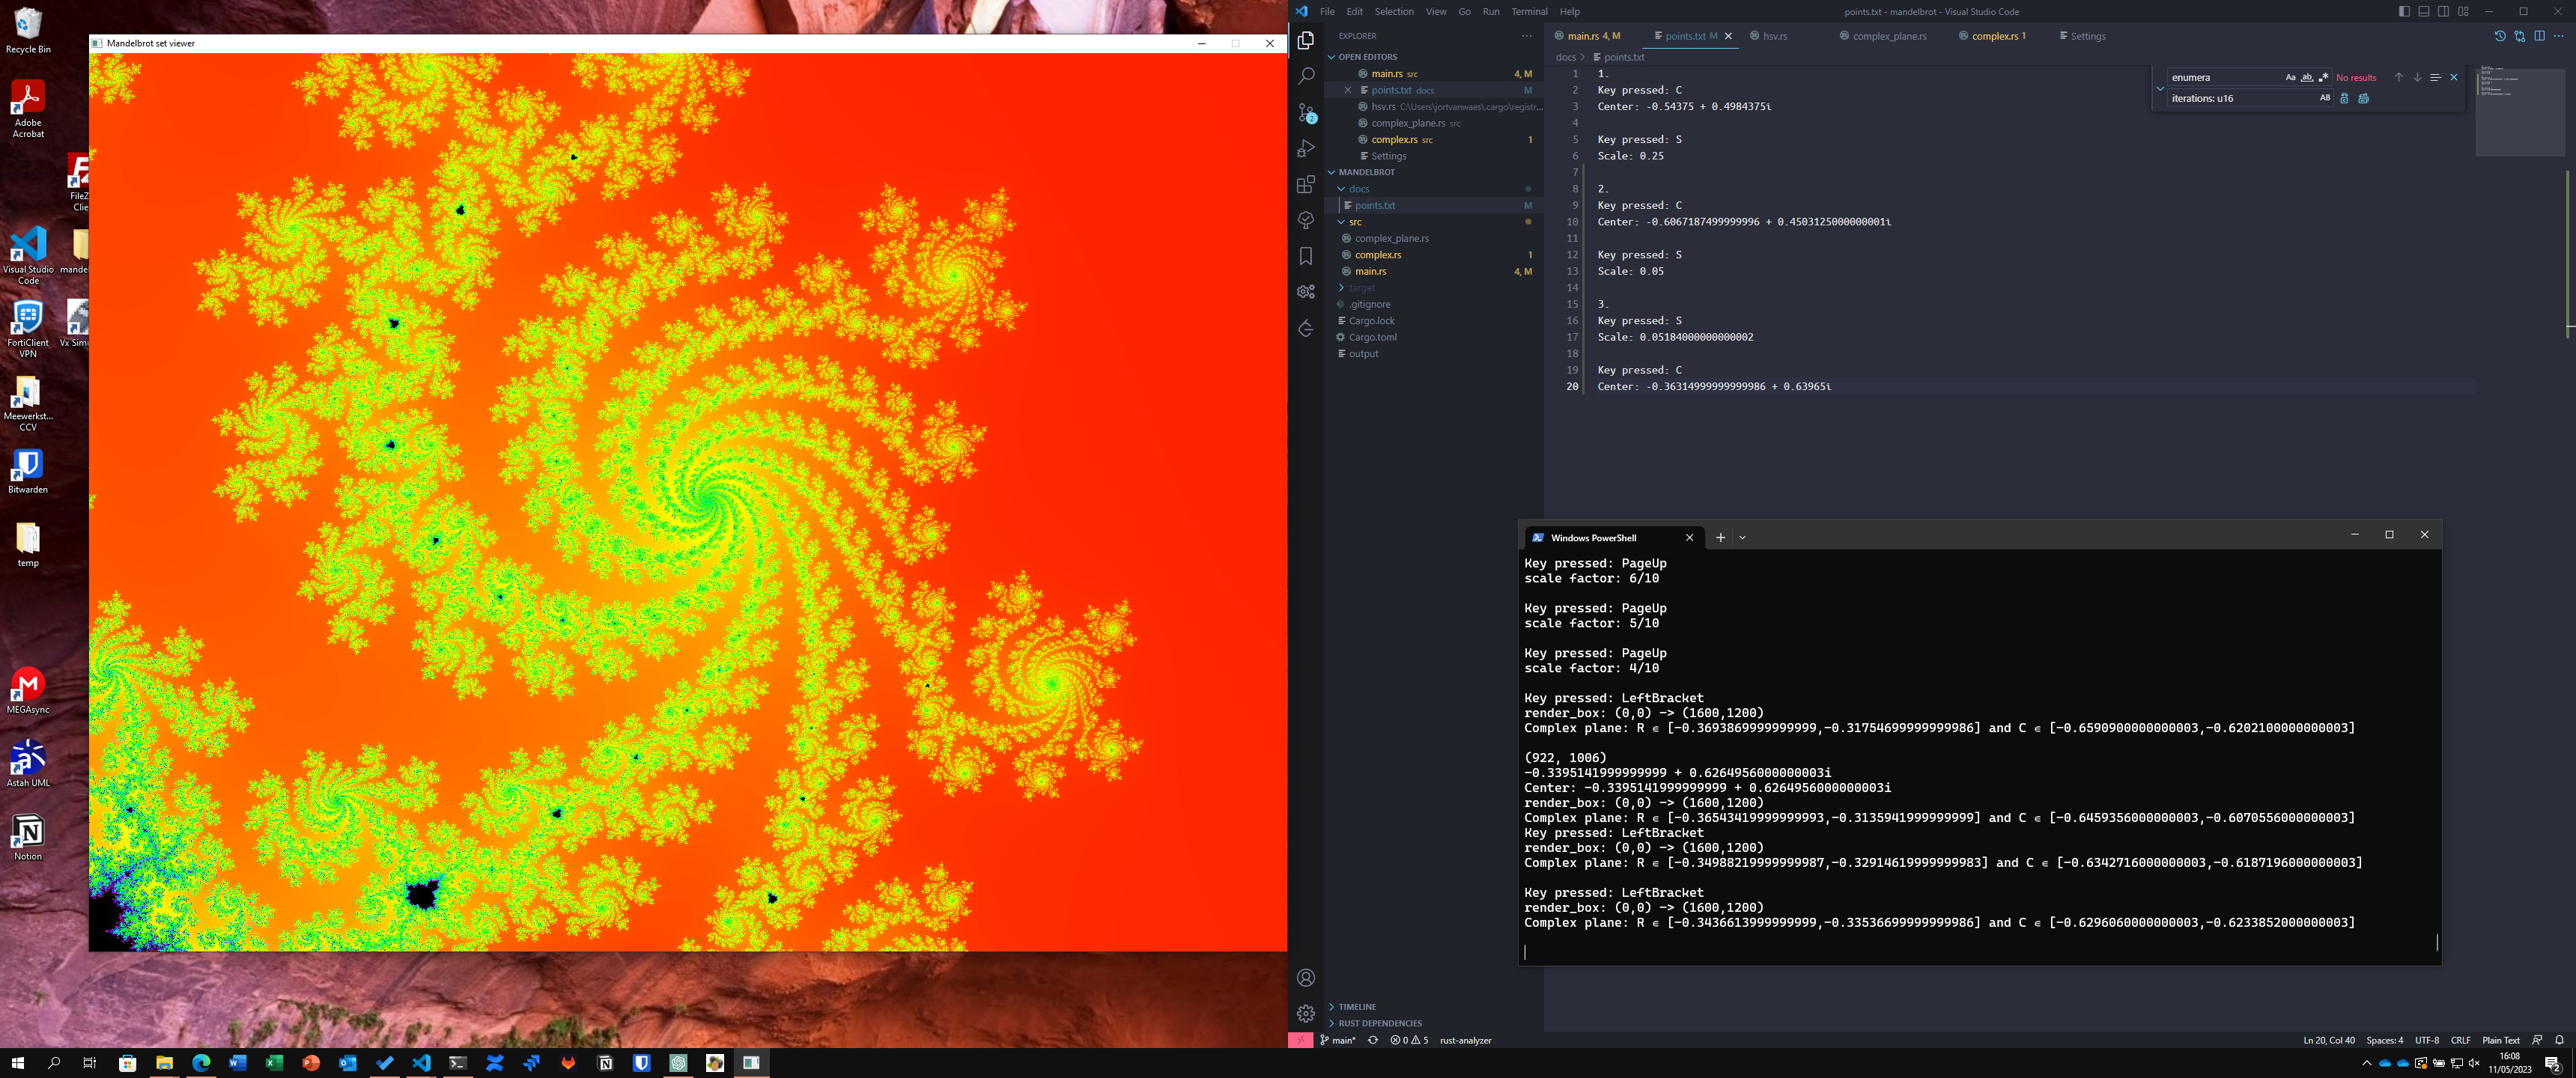 Recycle Bin
Adobe
Acrobat
FileZ
Clie
Visual Studio
Code
mandel
FortiClient
VPN
Vx Simu
Meewerkst...
CCV
Bitwarden
temp
MEGAsync
Astah UML
Notion
Mandelbrot set viewer
File Edit Selection View Go Run Terminal Help
points.txt - mandelbrot - Visual Studio Code
EXPLORER
OPEN EDITORS
main.rs src 4, M
points.txt docs M
hsv.rs C:\Users\jortvanwaes\.cargo\registr...
complex_plane.rs src
complex.rs src 1
Settings
MANDELBROT
docs
points.txt M
src
complex_plane.rs
complex.rs 1
main.rs 4, M
target
.gitignore
Cargo.lock
Cargo.toml
output
TIMELINE
RUST DEPENDENCIES
main.rs 4, M points.txt M hsv.rs complex_plane.rs complex.rs 1 Settings
docs > points.txt
enumera Aa ab No results
iterations: u16 AB
1 1.
2 Key pressed: C
3 Center: -0.54375 + 0.4984375i
4
5 Key pressed: S
6 Scale: 0.25
7
8 2.
9 Key pressed: C
10 Center: -0.6067187499999996 + 0.4503125000000001i
11
12 Key pressed: S
13 Scale: 0.05
14
15 3.
16 Key pressed: S
17 Scale: 0.05184000000000002
18
19 Key pressed: C
20 Center: -0.36314999999999986 + 0.63965i
Windows PowerShell
Key pressed: PageUp
scale factor: 6/10
Key pressed: PageUp
scale factor: 5/10
Key pressed: PageUp
scale factor: 4/10
Key pressed: LeftBracket
render_box: (0,0) -> (1600,1200)
Complex plane: R ∈ [-0.3693869999999999,-0.31754699999999986] and C ∈ [-0.6590900000000003,-0.6202100000000003]
(922, 1006)
-0.3395141999999999 + 0.6264956000000003i
Center: -0.3395141999999999 + 0.6264956000000003i
render_box: (0,0) -> (1600,1200)
Complex plane: R ∈ [-0.36543419999999993,-0.3135941999999999] and C ∈ [-0.6459356000000003,-0.6070556000000003]
Key pressed: LeftBracket
render_box: (0,0) -> (1600,1200)
Complex plane: R ∈ [-0.34988219999999987,-0.32914619999999983] and C ∈ [-0.6342716000000003,-0.6187196000000003]
Key pressed: LeftBracket
render_box: (0,0) -> (1600,1200)
Complex plane: R ∈ [-0.3436613999999999,-0.33536699999999986] and C ∈ [-0.6296060000000003,-0.6233852000000003]
main* 0 5 rust-analyzer
Ln 20, Col 40 Spaces: 4 UTF-8 CRLF Plain Text
16:08
11/05/2023
2